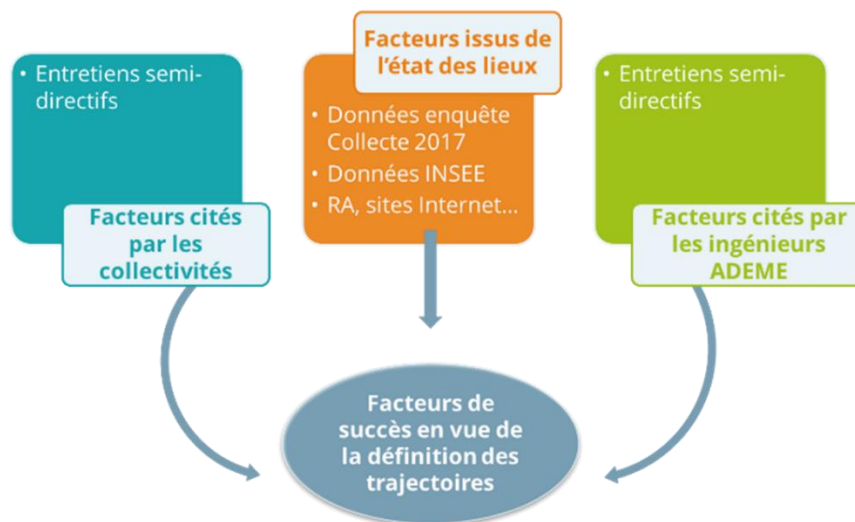 • Entretiens semi-
directifs
Facteurs cités
par les
collectivités
Facteurs issus de
l’état des lieux
• Données enquête
Collecte 2017
• Données INSEE
• RA, sites Internet…
• Entretiens semi-
directifs
Facteurs cités par
les ingénieurs
ADEME
Facteurs de
succès en vue de
la définition des
trajectoires